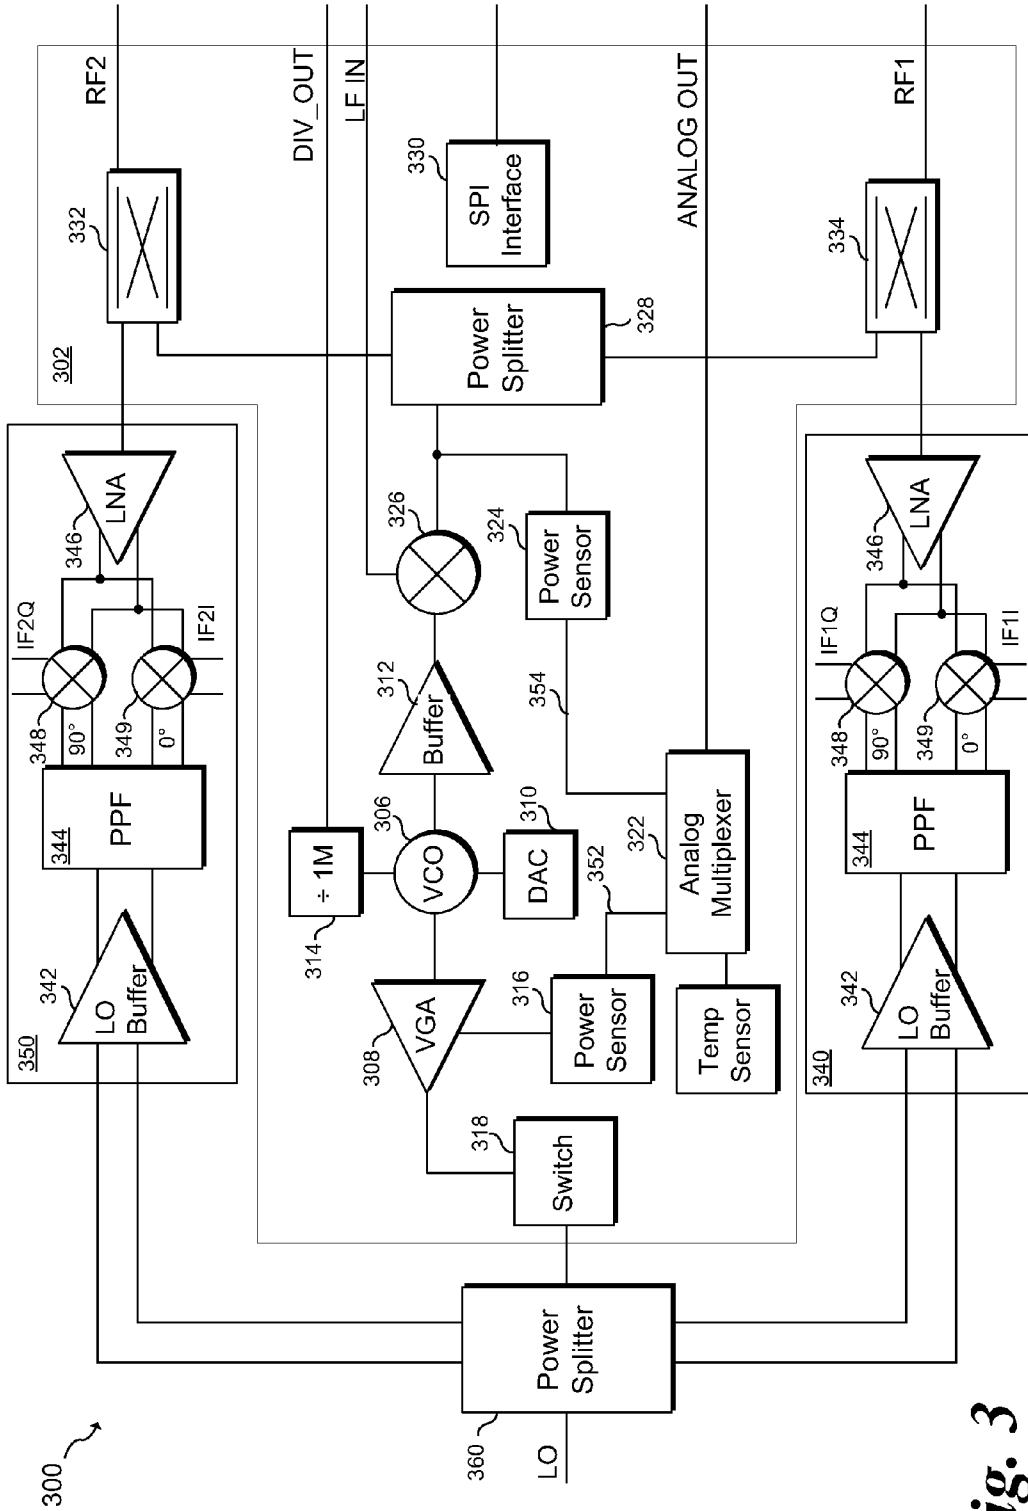 300
350
342
LO
Buffer
344
PPF
348
90°
349
0°
IF2Q
IF2I
346
LNA
302
332
RF2
DIV_OUT
LF IN
÷ 1M
314
306
VCO
310
DAC
312
Buffer
326
308
VGA
316
Power
Sensor
352
354
324
Power
Sensor
Power
Splitter
328
330
SPI
Interface
322
Analog
Multiplexer
ANALOG OUT
Temp
Sensor
318
Switch
Power
Splitter
360
LO
340
342
LO
Buffer
344
PPF
348
90°
349
0°
IF1Q
IF1I
346
LNA
334
RF1
ig. 3